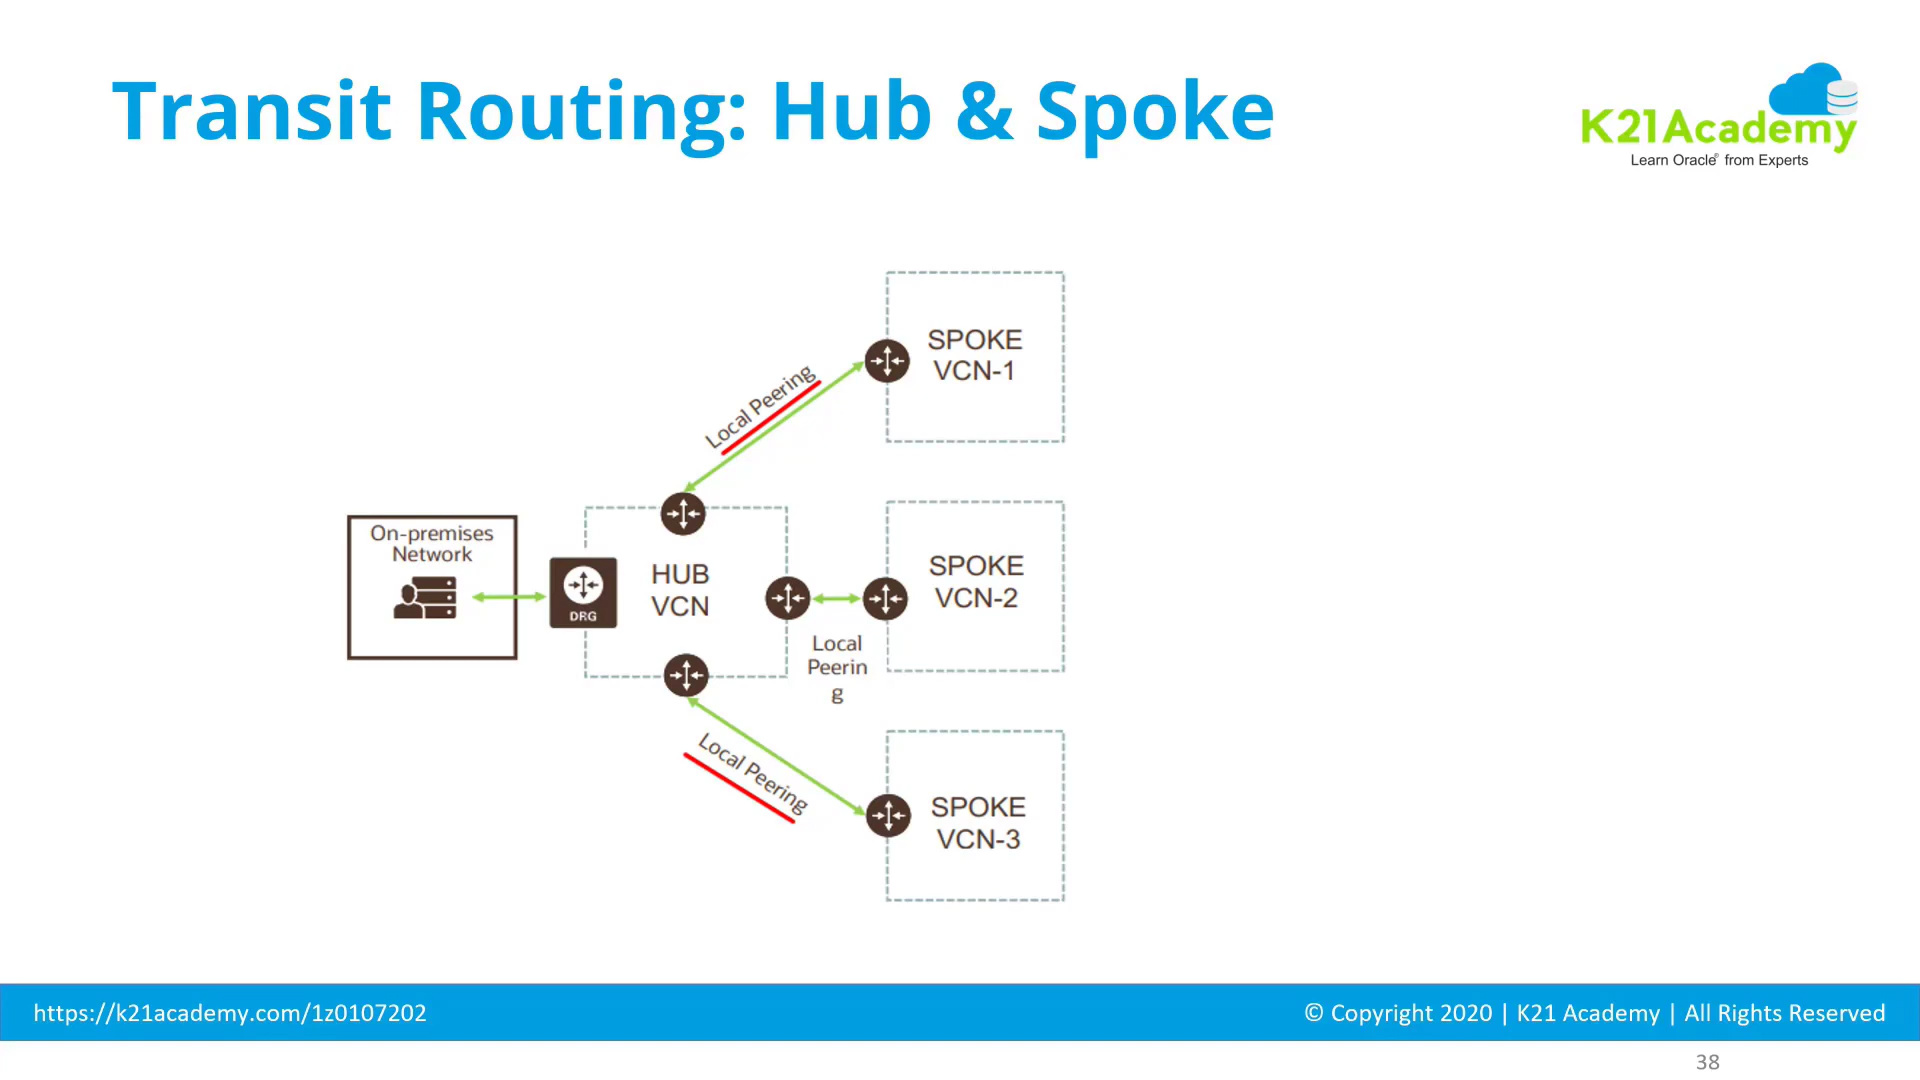 Transit Routing: Hub & Spoke
K21Academy
Learn Oracle® from Experts
SPOKE
VCN-1
Local Peering
On-premises
Network
DRG
HUB
VCN
SPOKE
VCN-2
Local
Peerin
g
Local Peering
SPOKE
VCN-3
https://k21academy.com/1z0107202
© Copyright 2020 | K21 Academy | All Rights Reserved
38